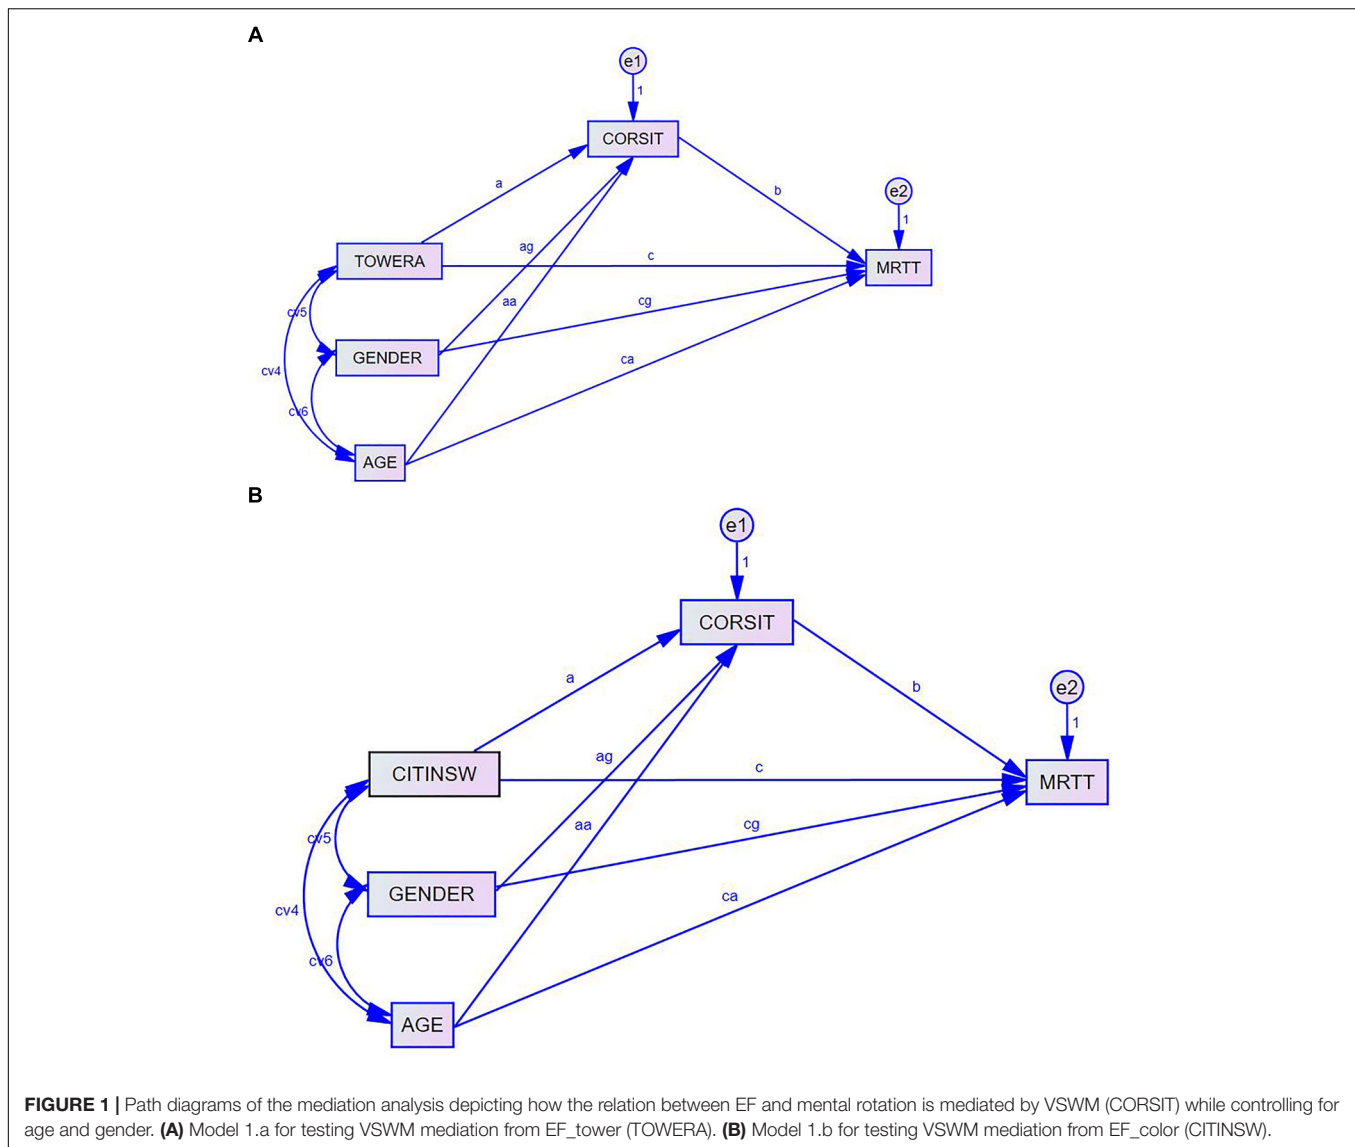 A
e1
1
CORSIT
a
b
e2
1
ag
TOWERA
c
MRTT
aa
cg
cv5
GENDER
ca
cv4
cv6
AGE
B
e1
1
CORSIT
a
b
e2
1
ag
CITINSW
c
MRTT
aa
cg
cv5
GENDER
ca
cv4
cv6
AGE
FIGURE 1 | Path diagrams of the mediation analysis depicting how the relation between EF and mental rotation is mediated by VSWM (CORSIT) while controlling for
age and gender. (A) Model 1.a for testing VSWM mediation from EF_tower (TOWERA). (B) Model 1.b for testing VSWM mediation from EF_color (CITINSW).